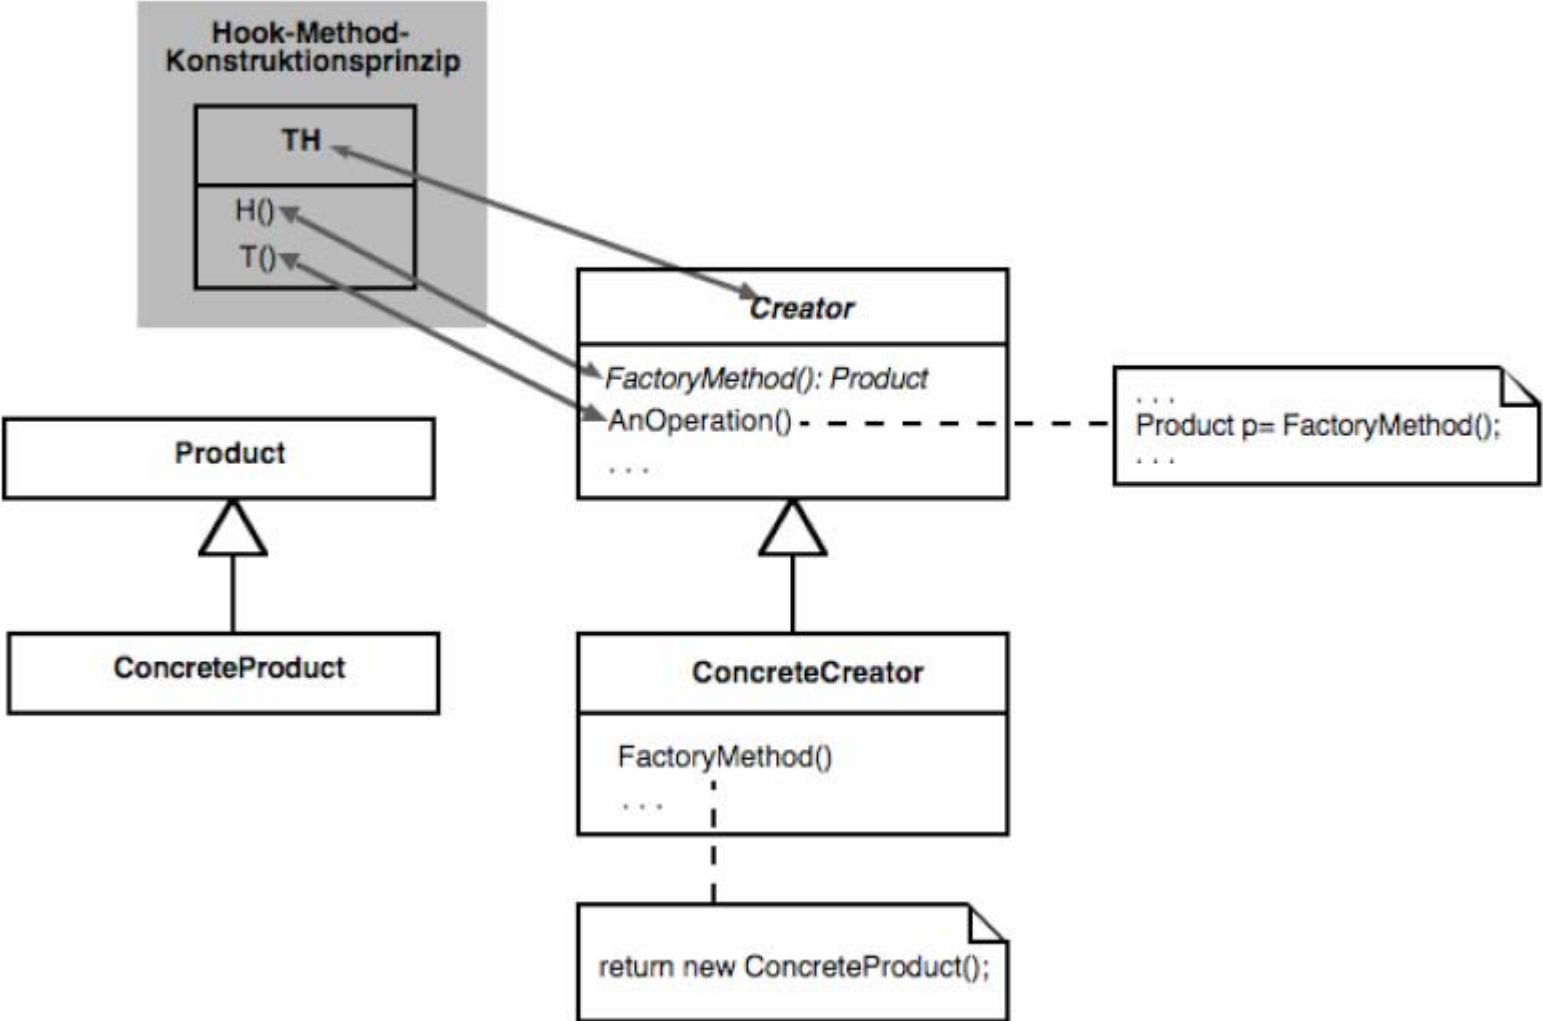 Hook-Method-
Konstruktionsprinzip
TH
H()
T()
Creator
FactoryMethod(): Product
AnOperation()
. . .
. . .
Product p= FactoryMethod();
. . .
Product
ConcreteProduct
ConcreteCreator
FactoryMethod()
. . .
return new ConcreteProduct();